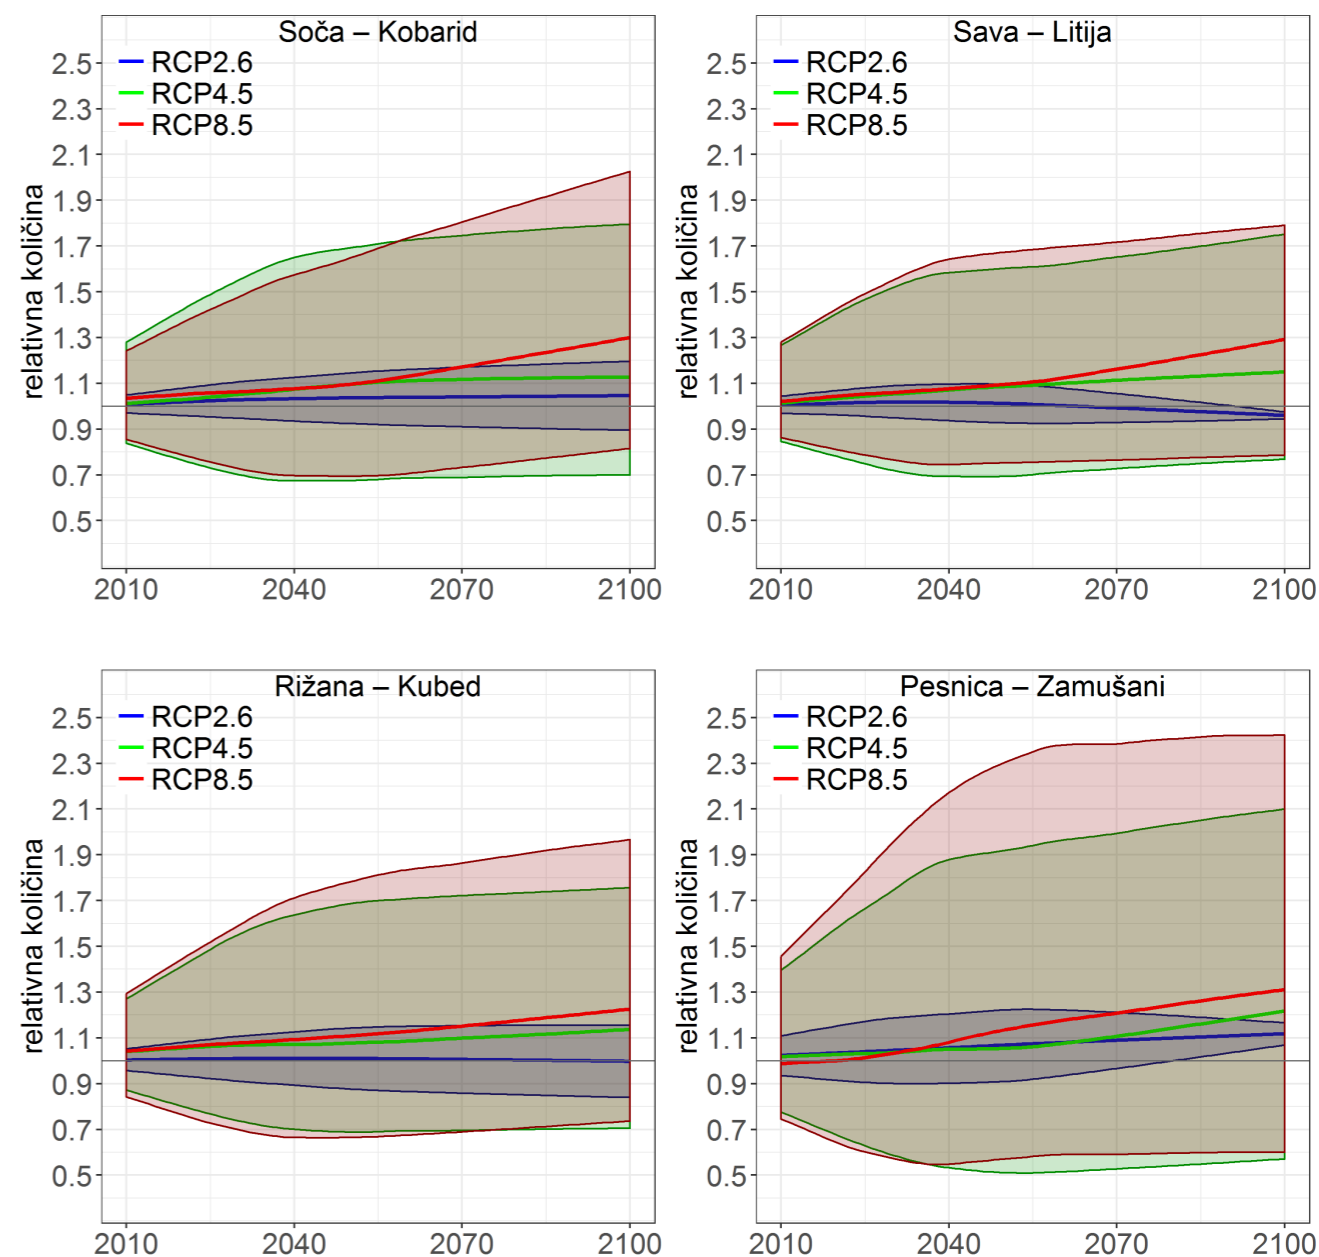 Soča – Kobarid
RCP2.6
RCP4.5
RCP8.5
relativna količina
2.5
2.3
2.1
1.9
1.7
1.5
1.3
1.1
0.9
0.7
0.5
2010 2040 2070 2100
Sava – Litija
RCP2.6
RCP4.5
RCP8.5
relativna količina
2.5
2.3
2.1
1.9
1.7
1.5
1.3
1.1
0.9
0.7
0.5
2010 2040 2070 2100
Rižana – Kubed
RCP2.6
RCP4.5
RCP8.5
relativna količina
2.5
2.3
2.1
1.9
1.7
1.5
1.3
1.1
0.9
0.7
0.5
2010 2040 2070 2100
Pesnica – Zamušani
RCP2.6
RCP4.5
RCP8.5
relativna količina
2.5
2.3
2.1
1.9
1.7
1.5
1.3
1.1
0.9
0.7
0.5
2010 2040 2070 2100